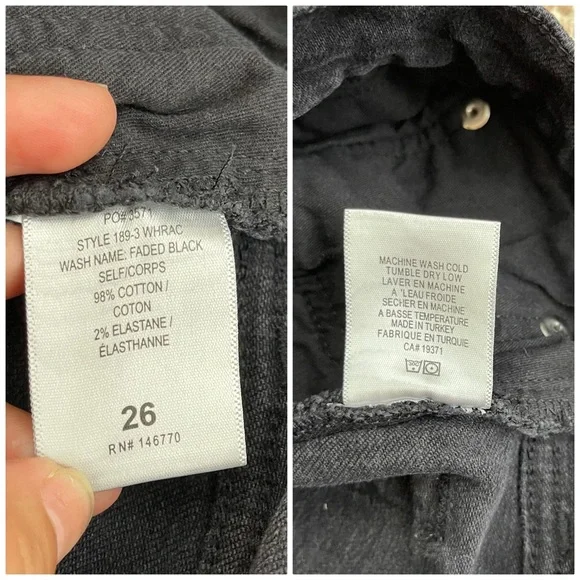 PO# 3571
STYLE 189-3 WHRAC
WASH NAME: FADED BLACK
SELF/CORPS
98% COTTON /
COTON
2% ELASTANE /
ÉLASTHANNE
26
RN# 146770
MACHINE WASH COLD
TUMBLE DRY LOW
LAVER EN MACHINE
A 'LEAU FROIDE
SECHER EN MACHINE
A BASSE TEMPERATURE
MADE IN TURKEY
FABRIQUE EN TURQUIE
CA# 19371